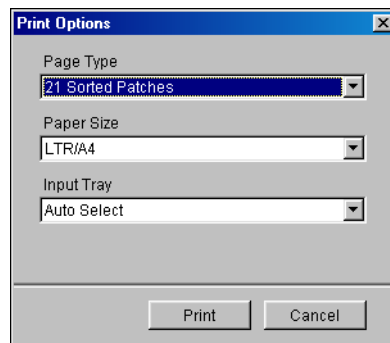 Print Options
Page Type
21 Sorted Patches
Paper Size
LTR/A4
Input Tray
Auto Select
Print
Cancel